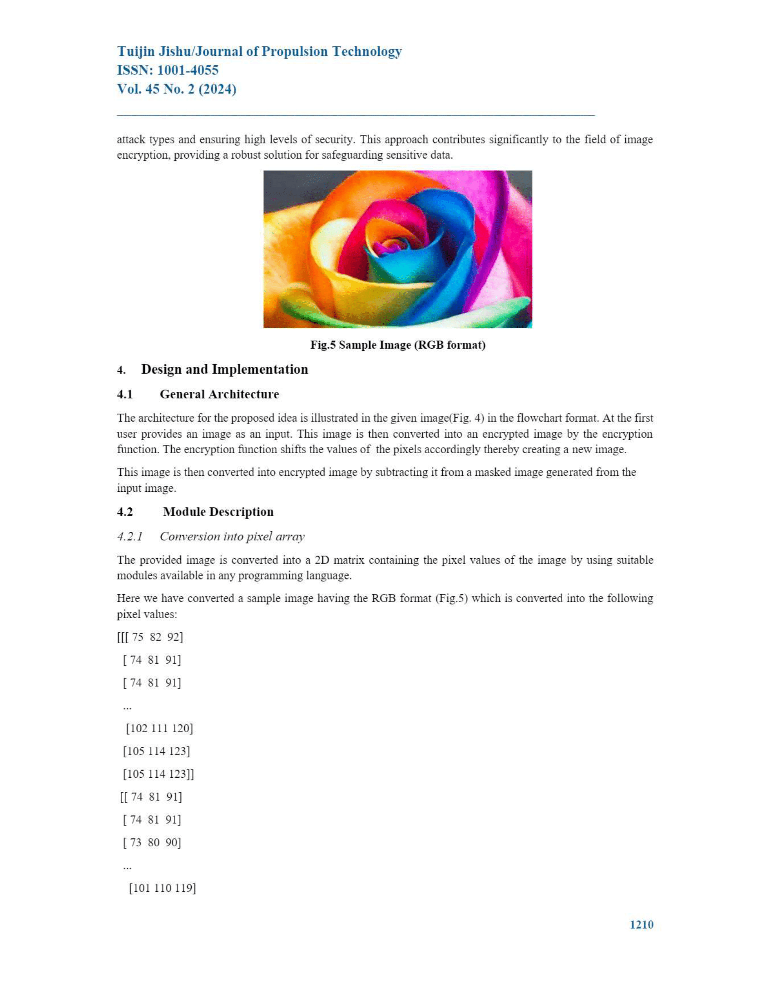 Tuijin Jishu/Journal of Propulsion Technology
ISSN: 1001-4055
Vol. 45 No. 2 (2024)
attack types and ensuring high levels of security. This approach contributes significantly to the field of image
encryption, providing a robust solution for safeguarding sensitive data.
Fig.5 Sample Image (RGB format)
4. Design and Implementation
4.1 General Architecture
The architecture for the proposed idea is illustrated in the given image(Fig. 4) in the flowchart format. At the first
user provides an image as an input. This image is then converted into an encrypted image by the encryption
function. The encryption function shifts the values of the pixels accordingly thereby creating a new image.
This image is then converted into encrypted image by subtracting it from a masked image generated from the
input image.
4.2 Module Description
4.2.1 Conversion into pixel array
The provided image is converted into a 2D matrix containing the pixel values of the image by using suitable
modules available in any programming language.
Here we have converted a sample image having the RGB format (Fig.5) which is converted into the following
pixel values:
[[[ 75 82 92]
[ 74 81 91]
[ 74 81 91]
...
[102 111 120]
[105 114 123]
[105 114 123]]
[[ 74 81 91]
[ 74 81 91]
[ 73 80 90]
...
[101 110 119]
1210